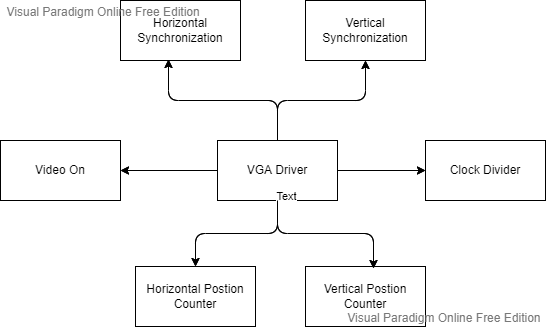 Visual Paradigm Online Free Edition
Horizontal
Synchronization
Vertical
Synchronization
Video On
VGA Driver
Clock Divider
Text
Horizontal Postion
Counter
Vertical Postion
Counter
Visual Paradigm Online Free Edition